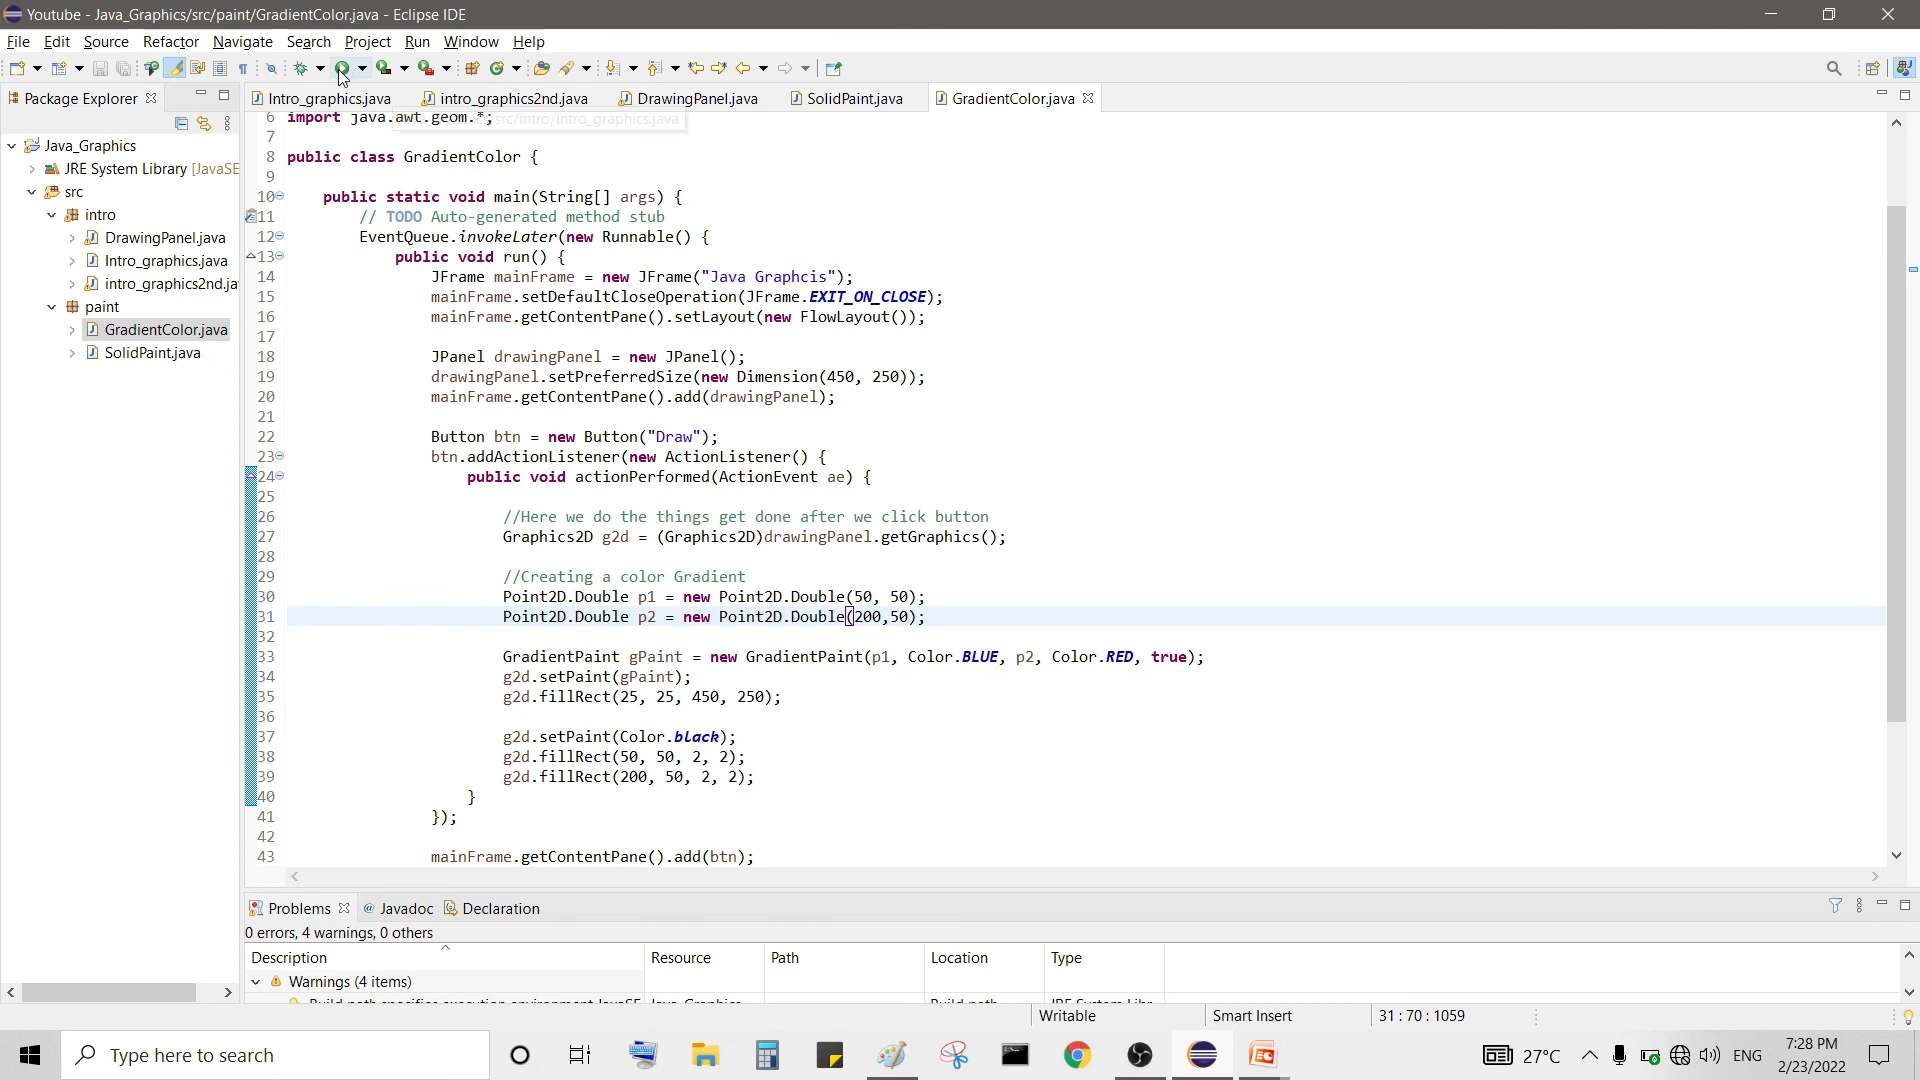 Youtube - Java_Graphics/src/paint/GradientColor.java - Eclipse IDE
File Edit Source Refactor Navigate Search Project Run Window Help
Package Explorer
Intro_graphics.java intro_graphics2nd.java DrawingPanel.java SolidPaint.java GradientColor.java
Java_Graphics
JRE System Library [JavaSE
src
intro
DrawingPanel.java
Intro_graphics.java
intro_graphics2nd.ja
paint
GradientColor.java
SolidPaint.java
6 import java.awt.geom.*; src/intro/Intro_graphics.java
7
8 public class GradientColor {
9
10 public static void main(String[] args) {
11 // TODO Auto-generated method stub
12 EventQueue.invokeLater(new Runnable() {
13 public void run() {
14 JFrame mainFrame = new JFrame("Java Graphcis");
15 mainFrame.setDefaultCloseOperation(JFrame.EXIT_ON_CLOSE);
16 mainFrame.getContentPane().setLayout(new FlowLayout());
17
18 JPanel drawingPanel = new JPanel();
19 drawingPanel.setPreferredSize(new Dimension(450, 250));
20 mainFrame.getContentPane().add(drawingPanel);
21
22 Button btn = new Button("Draw");
23 btn.addActionListener(new ActionListener() {
24 public void actionPerformed(ActionEvent ae) {
25
26 //Here we do the things get done after we click button
27 Graphics2D g2d = (Graphics2D)drawingPanel.getGraphics();
28
29 //Creating a color Gradient
30 Point2D.Double p1 = new Point2D.Double(50, 50);
31 Point2D.Double p2 = new Point2D.Double(200,50);
32
33 GradientPaint gPaint = new GradientPaint(p1, Color.BLUE, p2, Color.RED, true);
34 g2d.setPaint(gPaint);
35 g2d.fillRect(25, 25, 450, 250);
36
37 g2d.setPaint(Color.black);
38 g2d.fillRect(50, 50, 2, 2);
39 g2d.fillRect(200, 50, 2, 2);
40 }
41 });
42
43 mainFrame.getContentPane().add(btn);
Problems @ Javadoc Declaration
0 errors, 4 warnings, 0 others
Description Resource Path Location Type
Warnings (4 items)
Writable Smart Insert 31 : 70 : 1059
Type here to search
27°C ENG 7:28 PM
2/23/2022